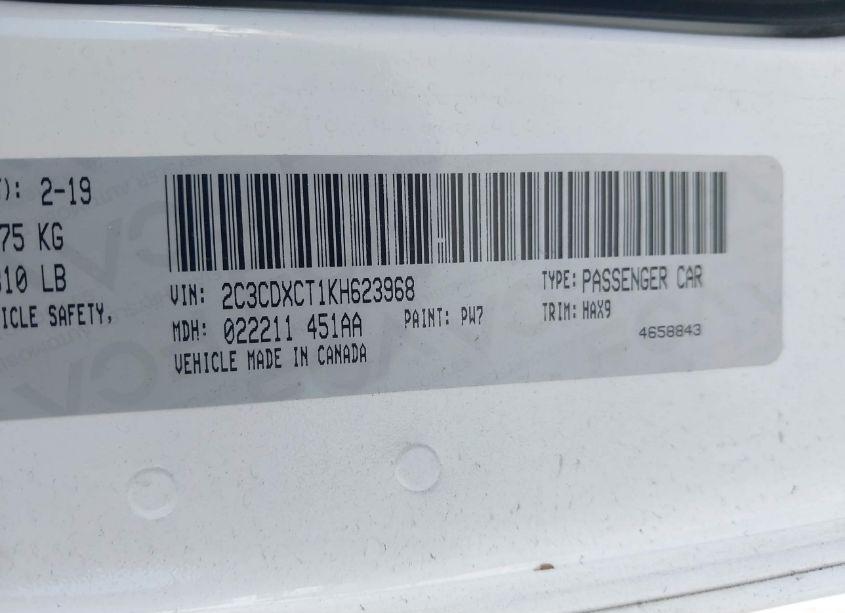 ): 2-19
75 KG
310 LB
ICLE SAFETY,
VIN: 2C3CDXCT1KH623968
TYPE: PASSENGER CAR
MDH: 022211 451AA
PAINT: PW7
TRIM: HAX9
VEHICLE MADE IN CANADA
4658843